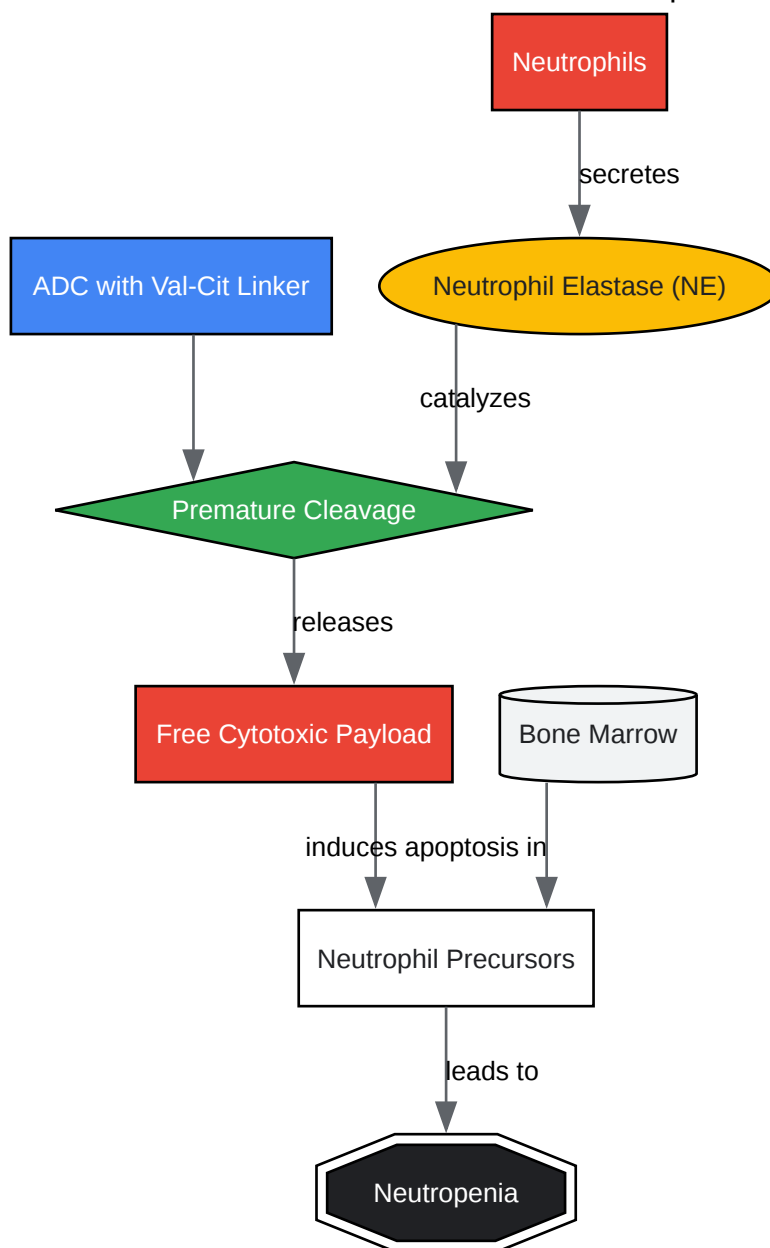 Neutrophils
secretes
ADC with Val-Cit Linker
Neutrophil Elastase (NE)
catalyzes
Premature Cleavage
releases
Free Cytotoxic Payload
Bone Marrow
induces apoptosis in
Neutrophil Precursors
leads to
Neutropenia